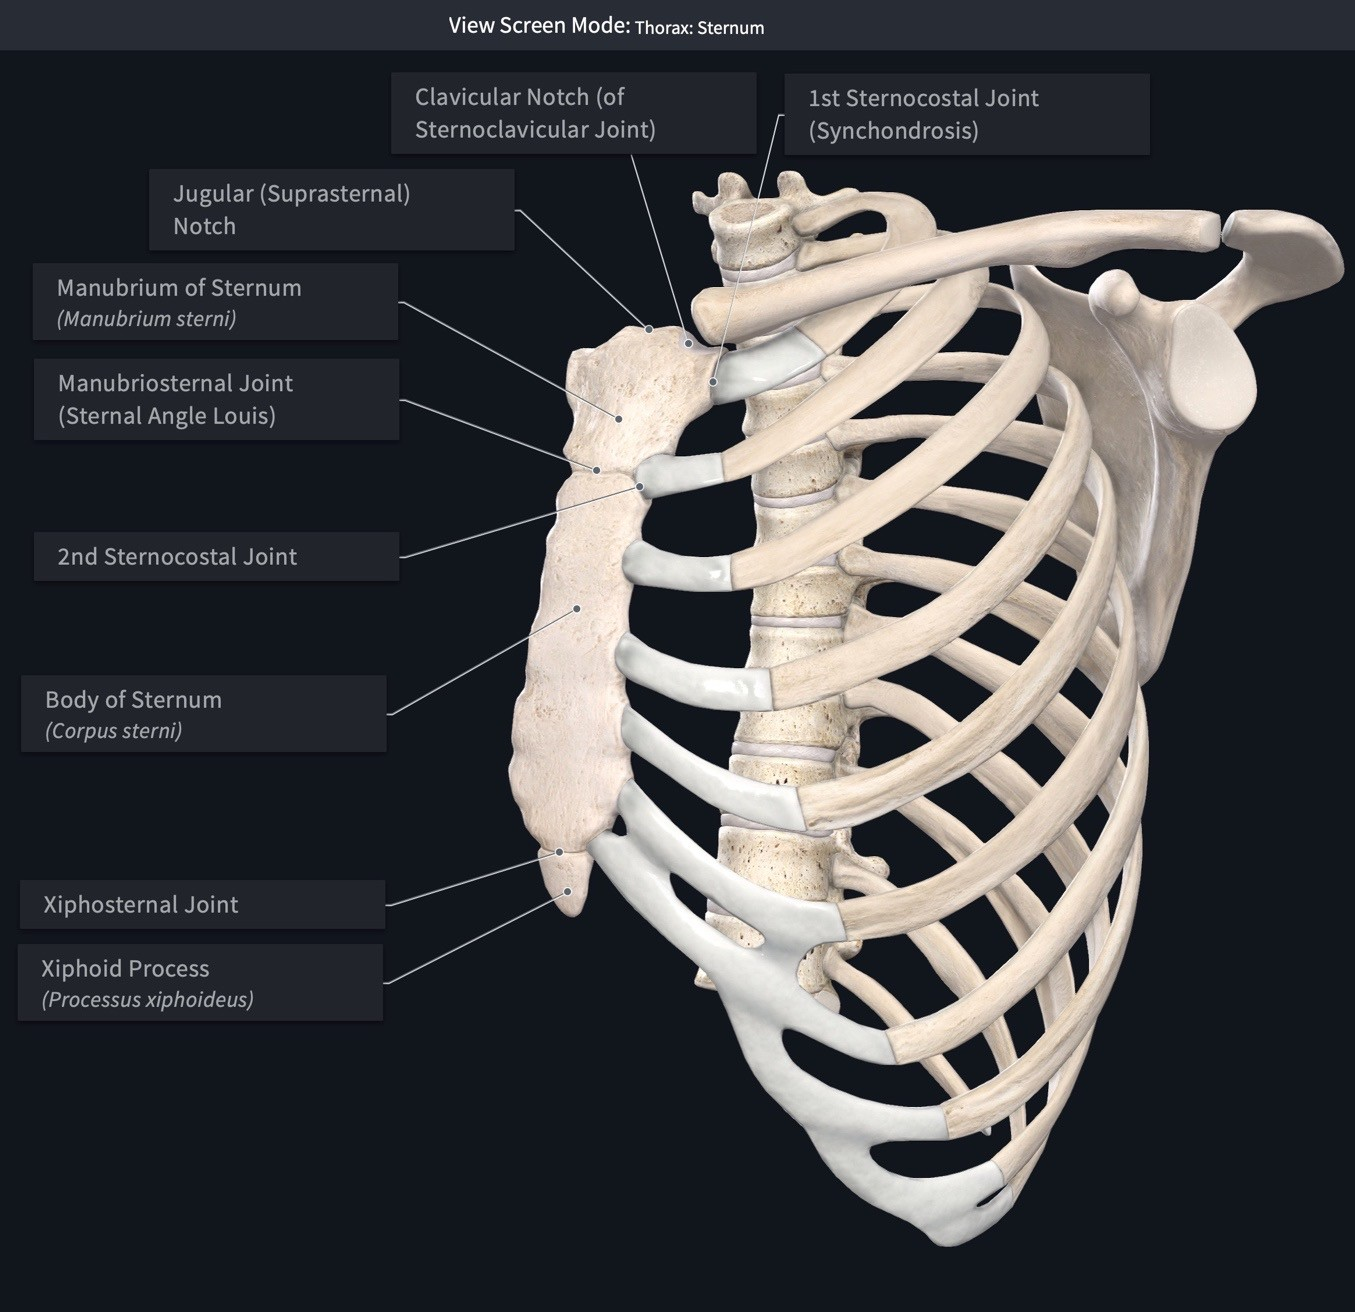 View Screen Mode: Thorax: Sternum
Clavicular Notch (of
Sternoclavicular Joint)
1st Sternocostal Joint
(Synchondrosis)
Jugular (Suprasternal)
Notch
Manubrium of Sternum
(Manubrium sterni)
Manubriosternal Joint
(Sternal Angle Louis)
2nd Sternocostal Joint
Body of Sternum
(Corpus sterni)
Xiphosternal Joint
Xiphoid Process
(Processus xiphoideus)